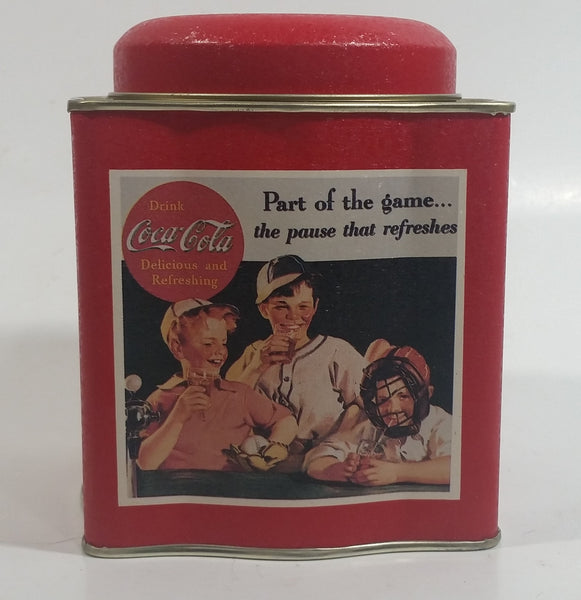 Drink
Coca-Cola
Delicious and
Refreshing
Part of the game...
the pause that refreshes